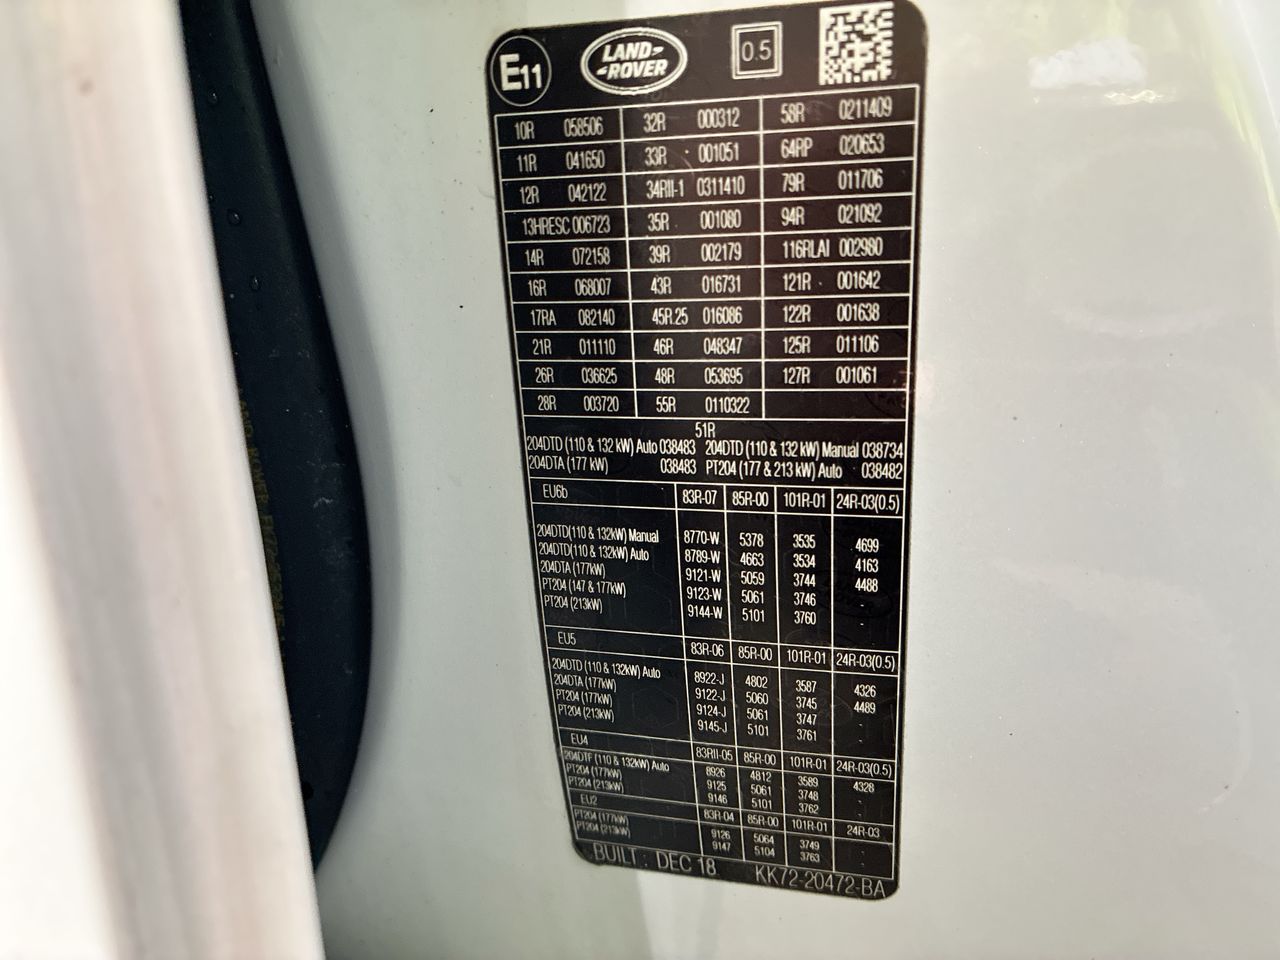 E11 LAND ROVER 0.5
10R 058506 32R 000312 58R 0211409
11R 041650 33R 001051 64RP 020653
12R 042122 34RII-1 0311410 79R 011706
13HRESC 006723 35R 001080 94R 021092
14R 072158 39R 002179 116RLAI 002980
16R 068007 43R 016731 121R 001642
17RA 082140 45R.25 016086 122R 001638
21R 011110 46R 048347 125R 011106
26R 036625 48R 053695 127R 001061
28R 003720 55R 0110322
51R
204DTD (110 & 132 kW) Auto 038483 204DTD (110 & 132 kW) Manual 038734
204DTA (177 kW) 038483 PT204 (177 & 213 kW) Auto 038482
EU6b 83R-07 85R-00 101R-01 24R-03(0.5)
204DTD(110 & 132kW) Manual 8770-W 5378 3535 4699
204DTD(110 & 132kW) Auto 8789-W 4663 3534 4163
204DTA (177kW) 9121-W 5059 3744 4488
PT204 (147 & 177kW) 9123-W 5061 3746 -
PT204 (213kW) 9144-W 5101 3760 -
EU5 83R-06 85R-00 101R-01 24R-03(0.5)
204DTD (110 & 132kW) Auto 8922-J 4802 3587 4326
204DTA (177kW) 9122-J 5060 3745 4489
PT204 (177kW) 9124-J 5061 3747 -
PT204 (213kW) 9145-J 5101 3761 -
EU4 83RII-05 85R-00 101R-01 24R-03(0.5)
204DTF (110 & 132kW) Auto 8926 4812 3589 4328
PT204 (177kW) 9125 5061 3748 -
PT204 (213kW) 9146 5101 3762 -
EU2 83R-04 85R-00 101R-01 24R-03
PT204 (177kW) 9126 5064 3749 -
PT204 (213kW) 9147 5104 3763 -
BUILT : DEC 18 KK72-20472-BA